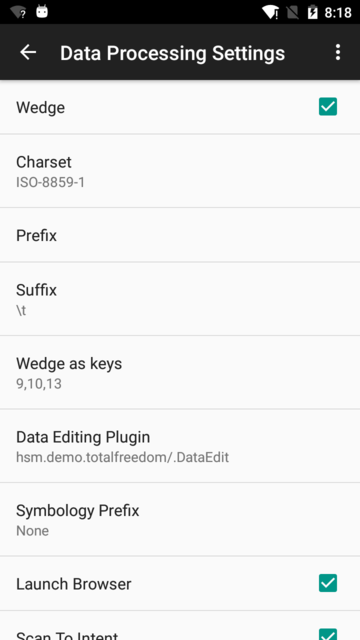 8:18
Data Processing Settings
Wedge
Charset
ISO-8859-1
Prefix
Suffix
\t
Wedge as keys
9,10,13
Data Editing Plugin
hsm.demo.totalfreedom/.DataEdit
Symbology Prefix
None
Launch Browser
Scan To Intent